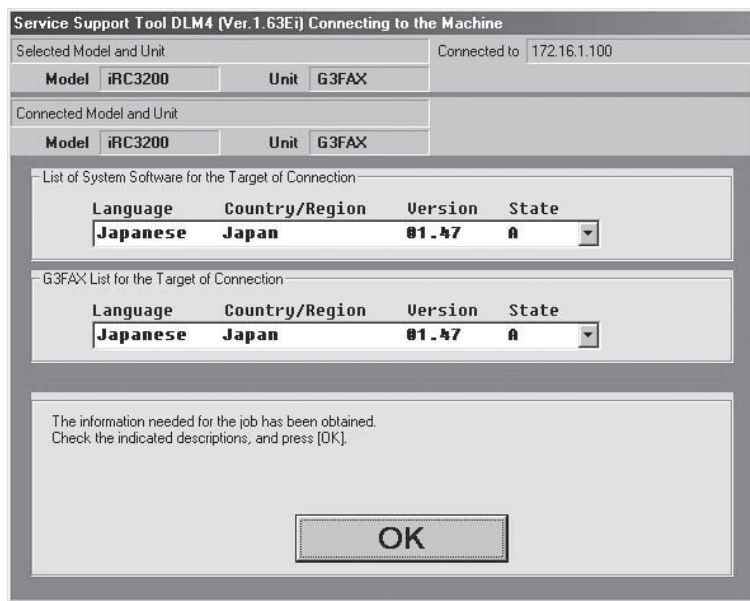 Service Support Tool DLM4 (Ver.1.63Ei) Connecting to the Machine
Selected Model and Unit
Connected to 172.16.1.100
Model iRC3200 Unit G3FAX
Connected Model and Unit
Model iRC3200 Unit G3FAX
List of System Software for the Target of Connection
Language Country/Region Version State
Japanese Japan 01.47 A
G3FAX List for the Target of Connection
Language Country/Region Version State
Japanese Japan 01.47 A
The information needed for the job has been obtained.
Check the indicated descriptions, and press [OK].
OK